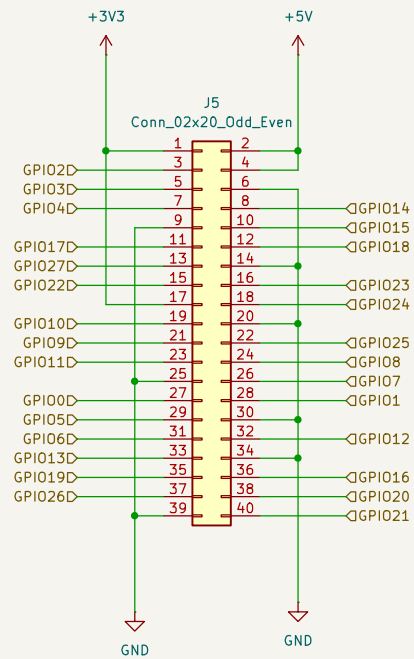 +3V3 +5V
J5
Conn_02x20_Odd_Even
1 2
GPIO2 3 4
GPIO3 5 6
GPIO4 7 8 GPIO14
9 10 GPIO15
GPIO17 11 12 GPIO18
GPIO27 13 14
GPIO22 15 16 GPIO23
17 18 GPIO24
GPIO10 19 20
GPIO9 21 22 GPIO25
GPIO11 23 24 GPIO8
25 26 GPIO7
GPIO0 27 28 GPIO1
GPIO5 29 30
GPIO6 31 32 GPIO12
GPIO13 33 34
GPIO19 35 36 GPIO16
GPIO26 37 38 GPIO20
39 40 GPIO21
GND GND